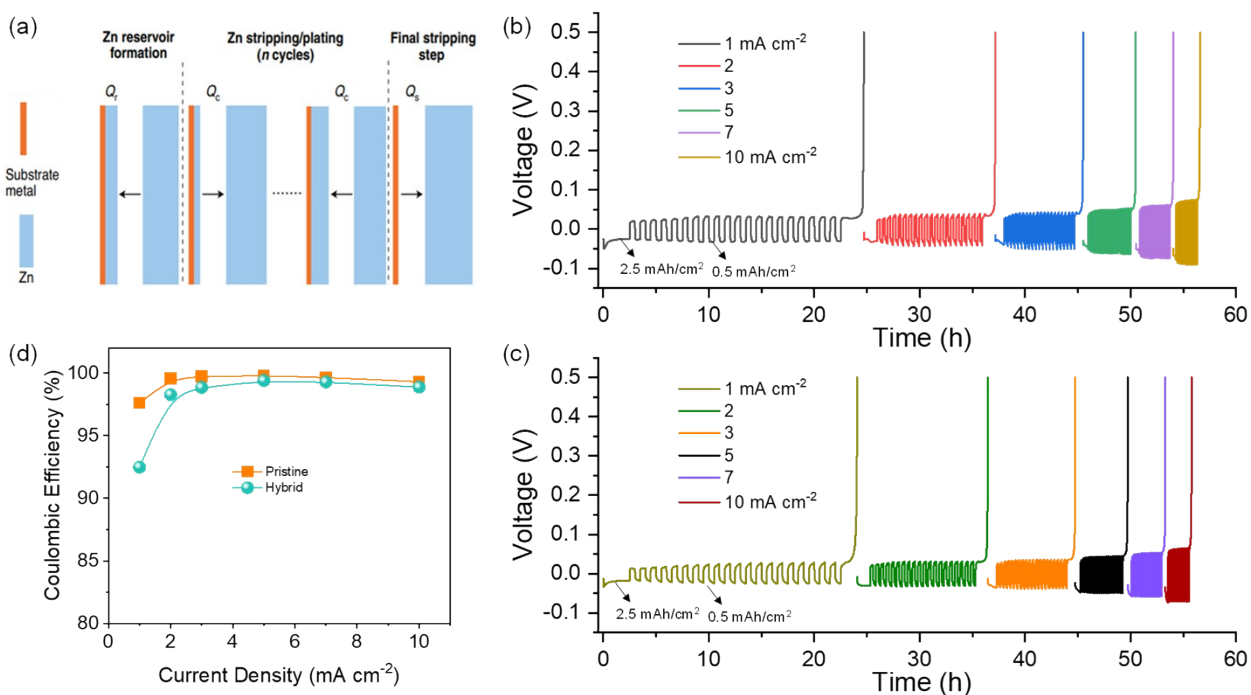 (a)
Zn reservoir
formation
Zn stripping/plating
(n cycles)
Final stripping
step
Qr
Qc
Qc
Qs
Substrate
metal
Zn
(b)
Voltage (V)
0.5
0.4
0.3
0.2
0.1
0.0
-0.1
1 mA cm-2
2
3
5
7
10 mA cm-2
2.5 mAh/cm2
0.5 mAh/cm2
0
10
20
30
40
50
60
Time (h)
(d)
Coulombic Efficiency (%)
100
95
90
85
80
Pristine
Hybrid
0
2
4
6
8
10
Current Density (mA cm-2)
(c)
Voltage (V)
0.5
0.4
0.3
0.2
0.1
0.0
-0.1
1 mA cm-2
2
3
5
7
10 mA cm-2
2.5 mAh/cm2
0.5 mAh/cm2
0
10
20
30
40
50
60
Time (h)